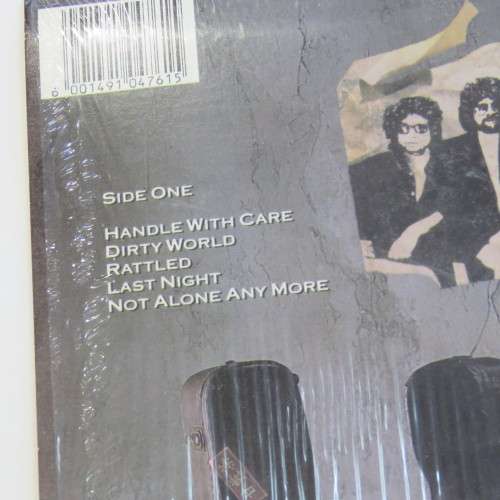 6 001491 047615
SIDE ONE
HANDLE WITH CARE
DIRTY WORLD
RATTLED
LAST NIGHT
NOT ALONE ANY MORE